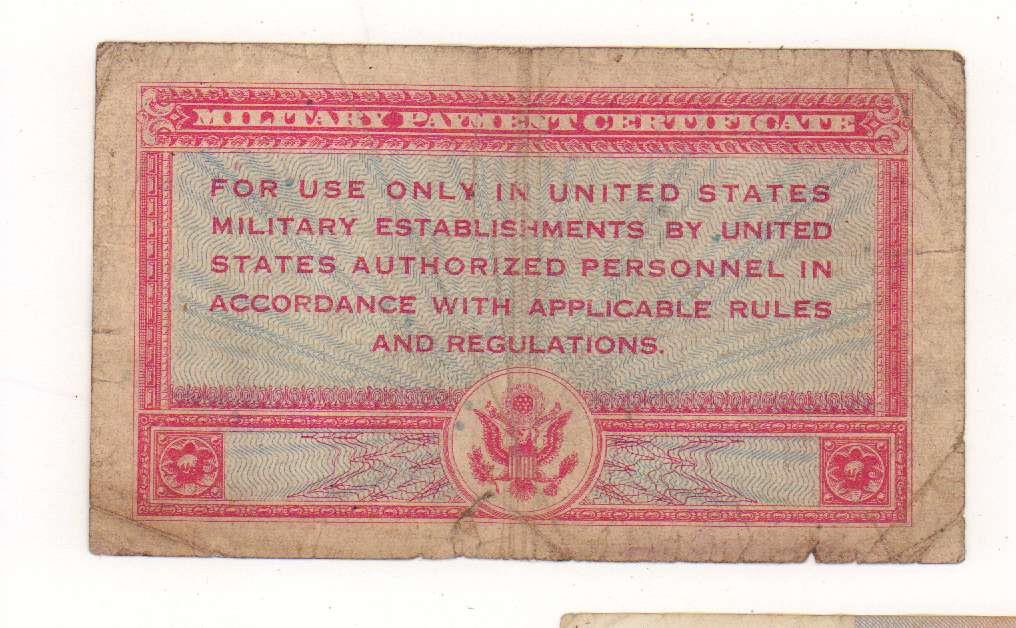 MILITARY PAYMENT CERTIFICATE
FOR USE ONLY IN UNITED STATES
MILITARY ESTABLISHMENTS BY UNITED
STATES AUTHORIZED PERSONNEL IN
ACCORDANCE WITH APPLICABLE RULES
AND REGULATIONS.